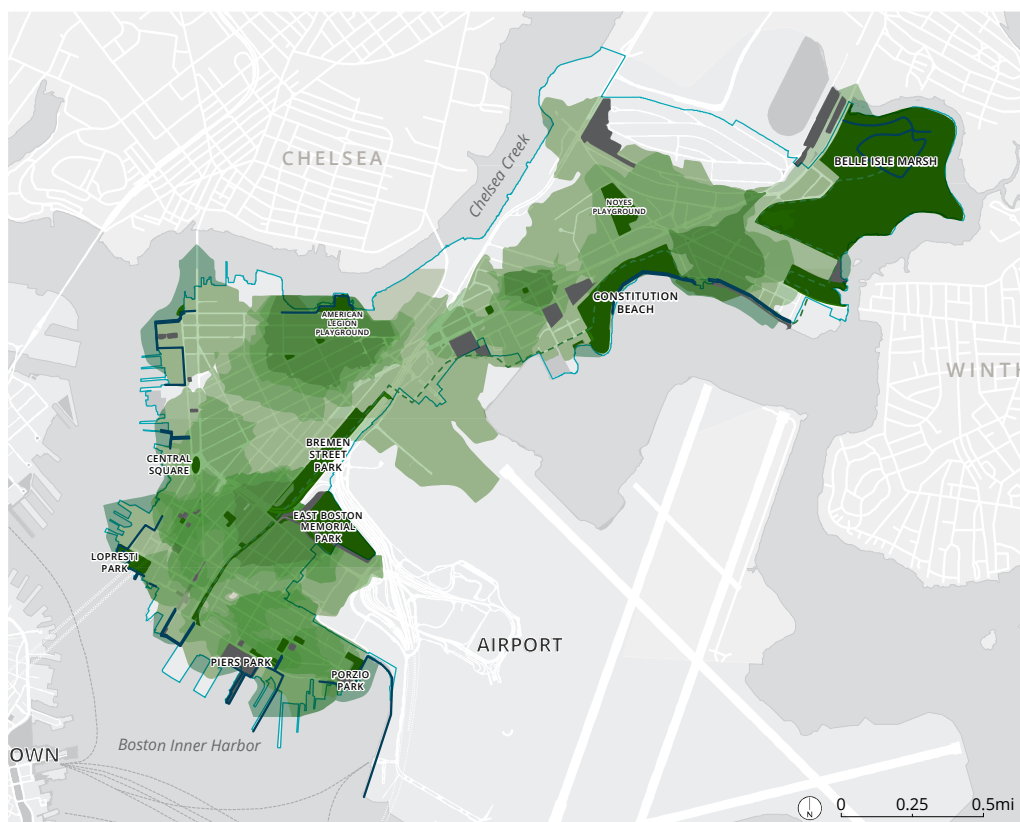 CHELSEA
Chelsea Creek
BELLE ISLE MARSH
NOYES
PLAYGROUND
CONSTITUTION
BEACH
AMERICAN
LEGION
PLAYGROUND
WINTH
BREMEN
STREET
PARK
CENTRAL
SQUARE
EAST BOSTON
MEMORIAL
PARK
LOPRESTI
PARK
AIRPORT
PIERS PARK
PORZIO
PARK
Boston Inner Harbor
OWN
N
0 0.25 0.5mi